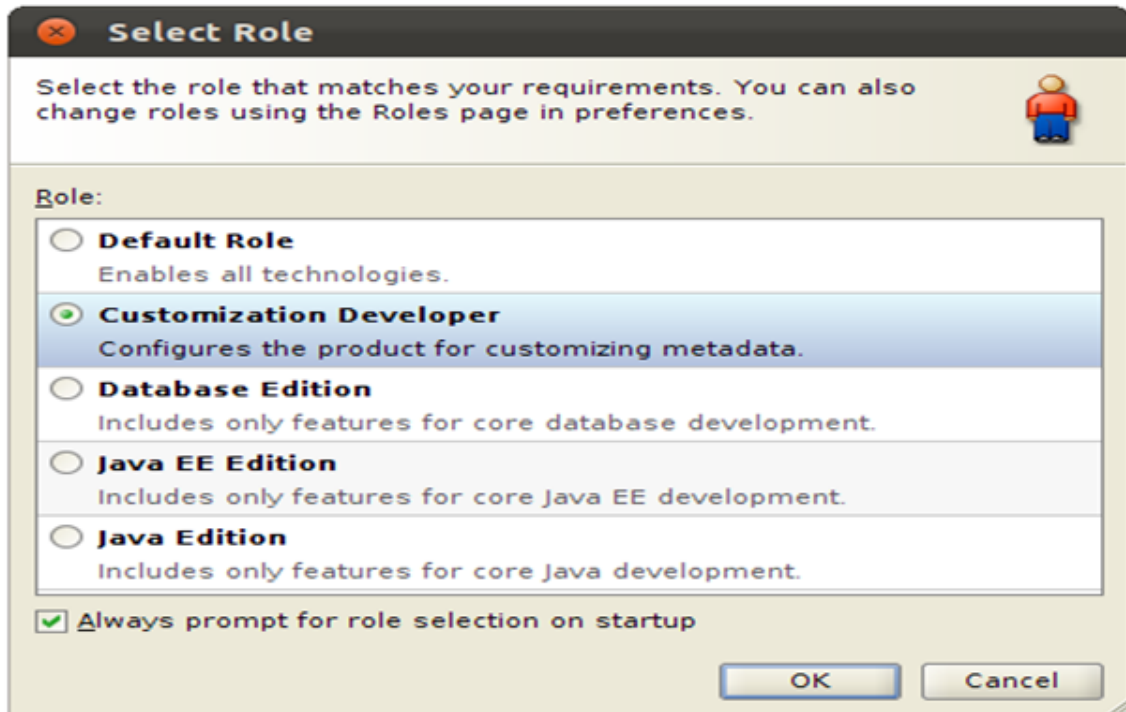 Select Role
Select the role that matches your requirements. You can also
change roles using the Roles page in preferences.
Role:
Default Role
Enables all technologies.
Customization Developer
Configures the product for customizing metadata.
Database Edition
Includes only features for core database development.
Java EE Edition
Includes only features for core Java EE development.
Java Edition
Includes only features for core Java development.
Always prompt for role selection on startup
OK Cancel